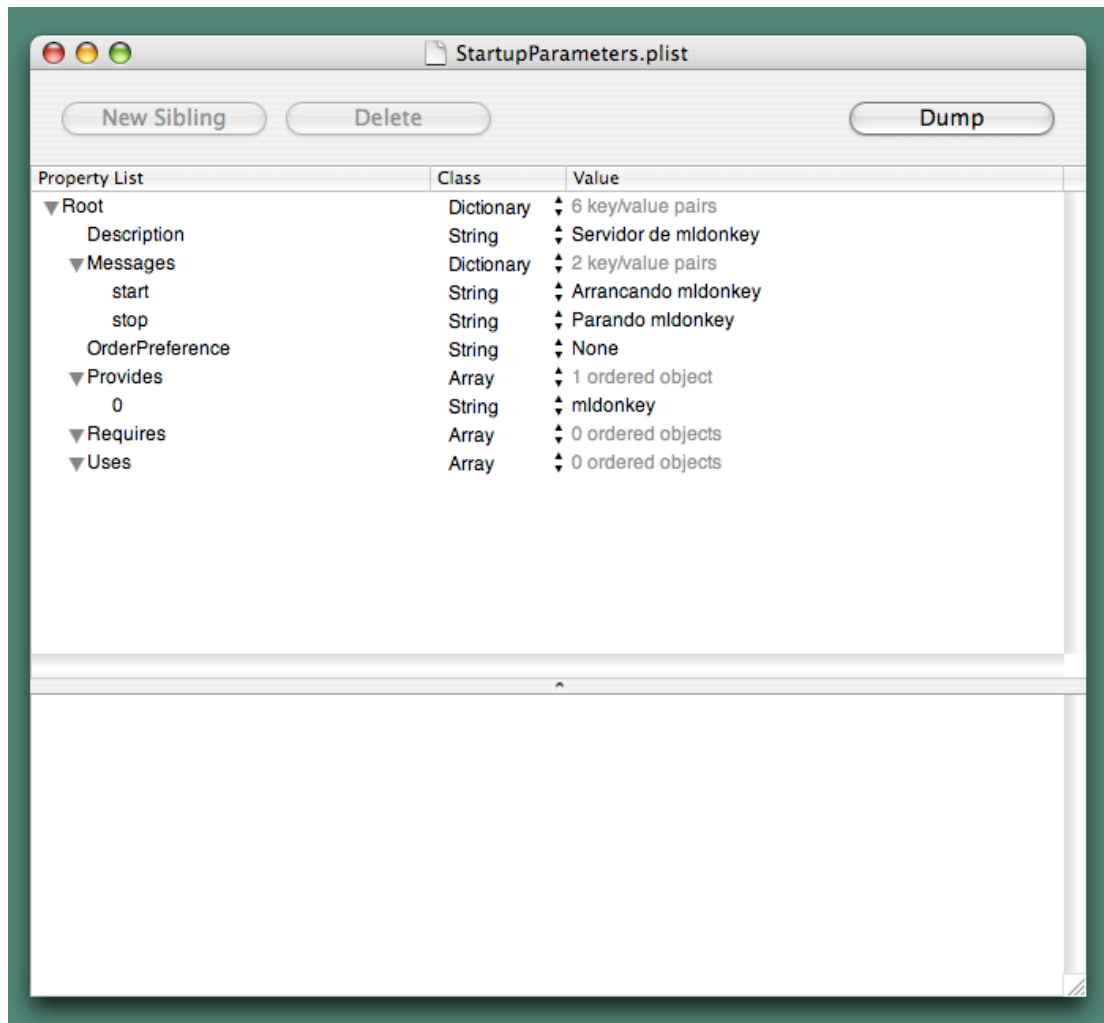 StartupParameters.plist
New Sibling Delete Dump
Property List Class Value
Root Dictionary 6 key/value pairs
Description String Servidor de mldonkey
Messages Dictionary 2 key/value pairs
start String Arrancando mldonkey
stop String Parando mldonkey
OrderPreference String None
Provides Array 1 ordered object
0 String mldonkey
Requires Array 0 ordered objects
Uses Array 0 ordered objects